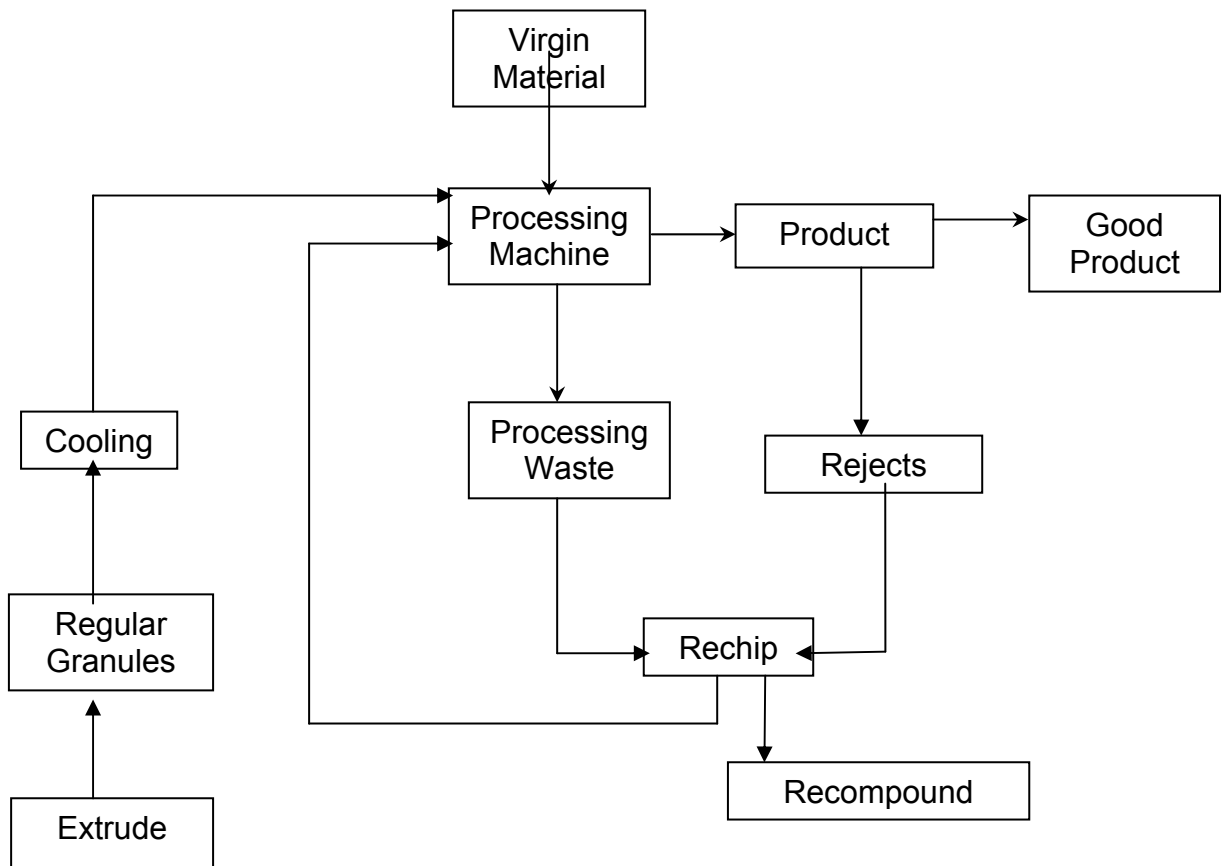 Virgin
Material
Processing
Machine
Product
Good
Product
Cooling
Processing
Waste
Rejects
Regular
Granules
Rechip
Recompound
Extrude